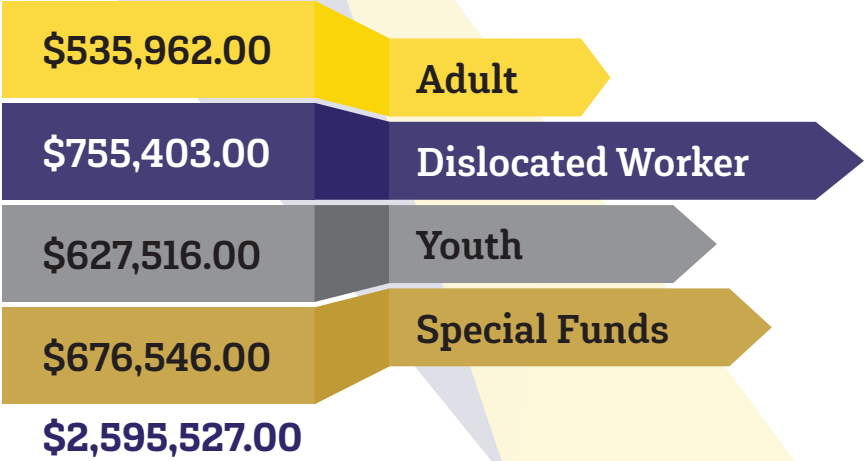 $535,962.00 Adult
$755,403.00 Dislocated Worker
$627,516.00 Youth
$676,546.00 Special Funds
$2,595,527.00